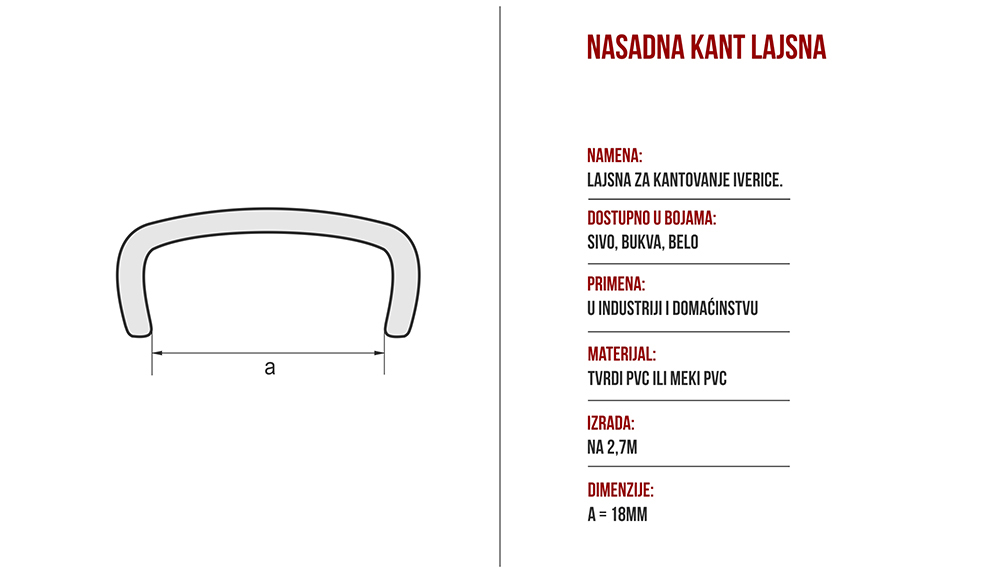 NASADNA KANT LAJSNA
NAMENA:
LAJSNA ZA KANTOVANJE IVERICE.
DOSTUPNO U BOJAMA:
SIVO, BUKVA, BELO
PRIMENA:
U INDUSTRIJI I DOMAĆINSTVU
MATERIJAL:
TVRDI PVC ILI MEKI PVC
IZRADA:
NA 2,7M
DIMENZIJE:
A = 18MM
a